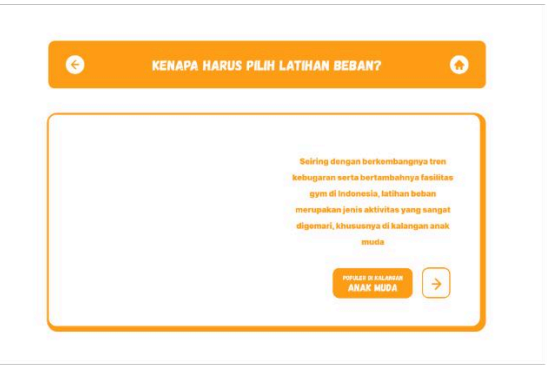 KENAPA HARUS PILIH LATIHAN BEBAN?
Seiring dengan berkembangnya tren
kebugaran serta bertambahnya fasilitas
gym di Indonesia, latihan beban
merupakan jenis aktivitas yang sangat
digemari, khususnya di kalangan anak
muda
POPULER DI KALANGAN
ANAK MUDA